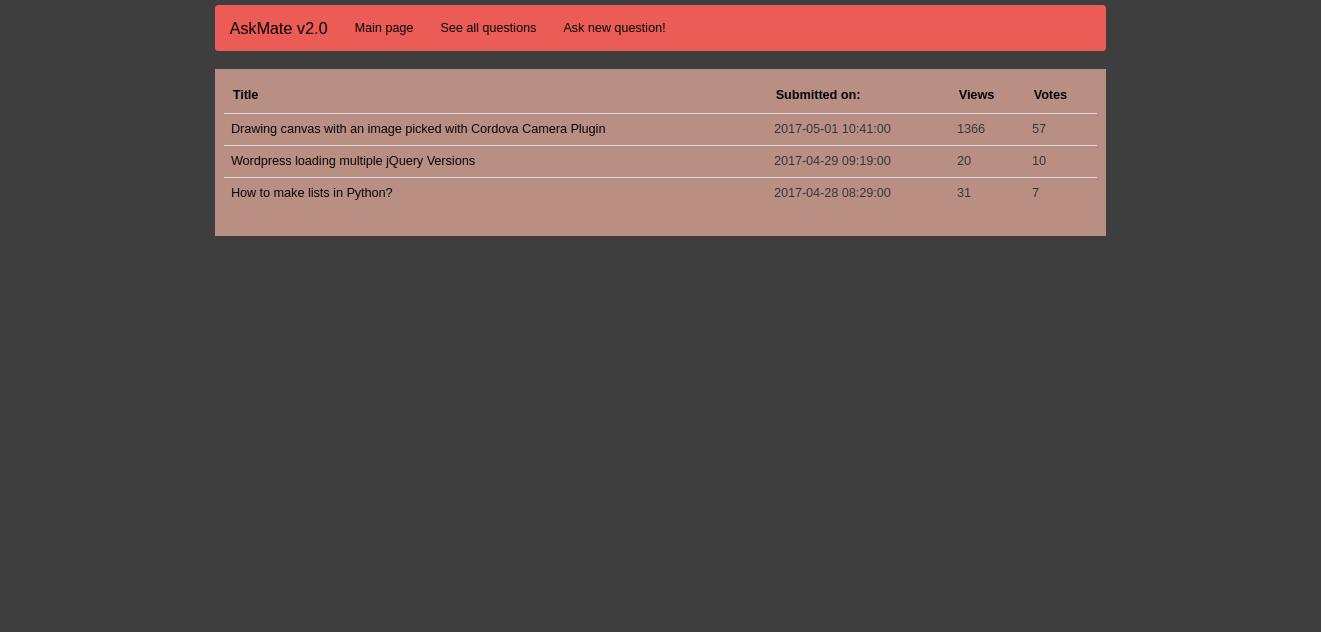 AskMate v2.0 Main page See all questions Ask new question!
Title Submitted on: Views Votes
Drawing canvas with an image picked with Cordova Camera Plugin 2017-05-01 10:41:00 1366 57
Wordpress loading multiple jQuery Versions 2017-04-29 09:19:00 20 10
How to make lists in Python? 2017-04-28 08:29:00 31 7